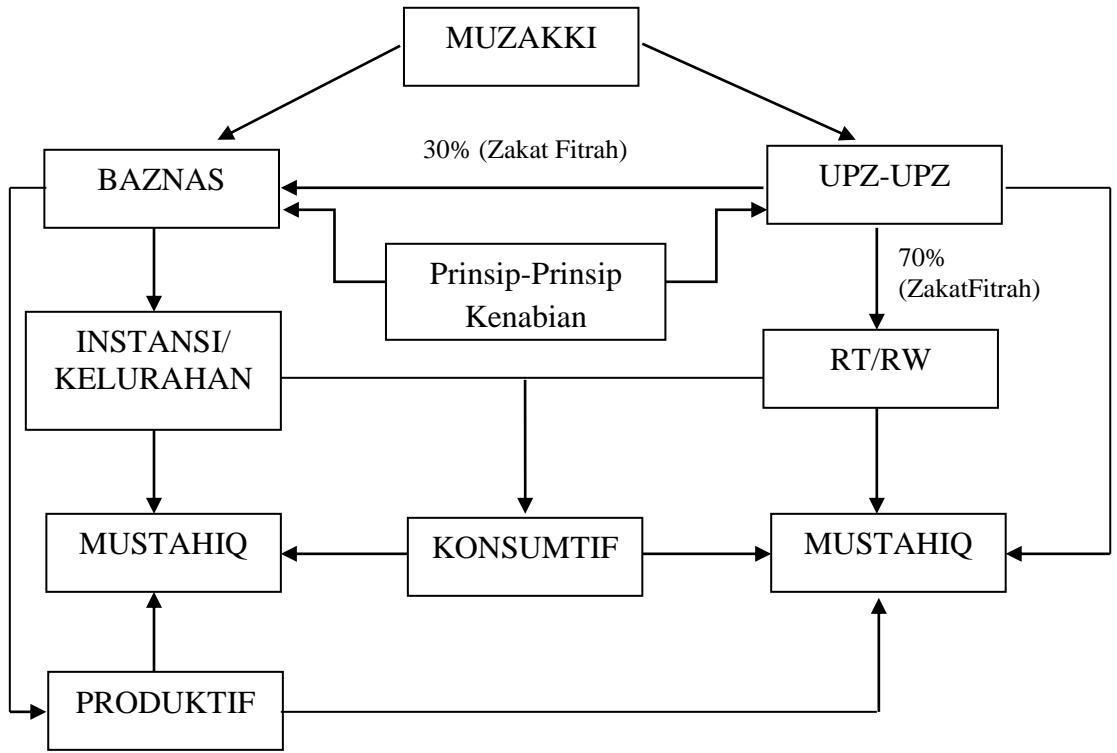 MUZAKKI
30% (Zakat Fitrah)
BAZNAS
UPZ-UPZ
Prinsip-Prinsip
Kenabian
70%
(ZakatFitrah)
INSTANSI/
KELURAHAN
RT/RW
MUSTAHIQ
KONSUMTIF
MUSTAHIQ
PRODUKTIF